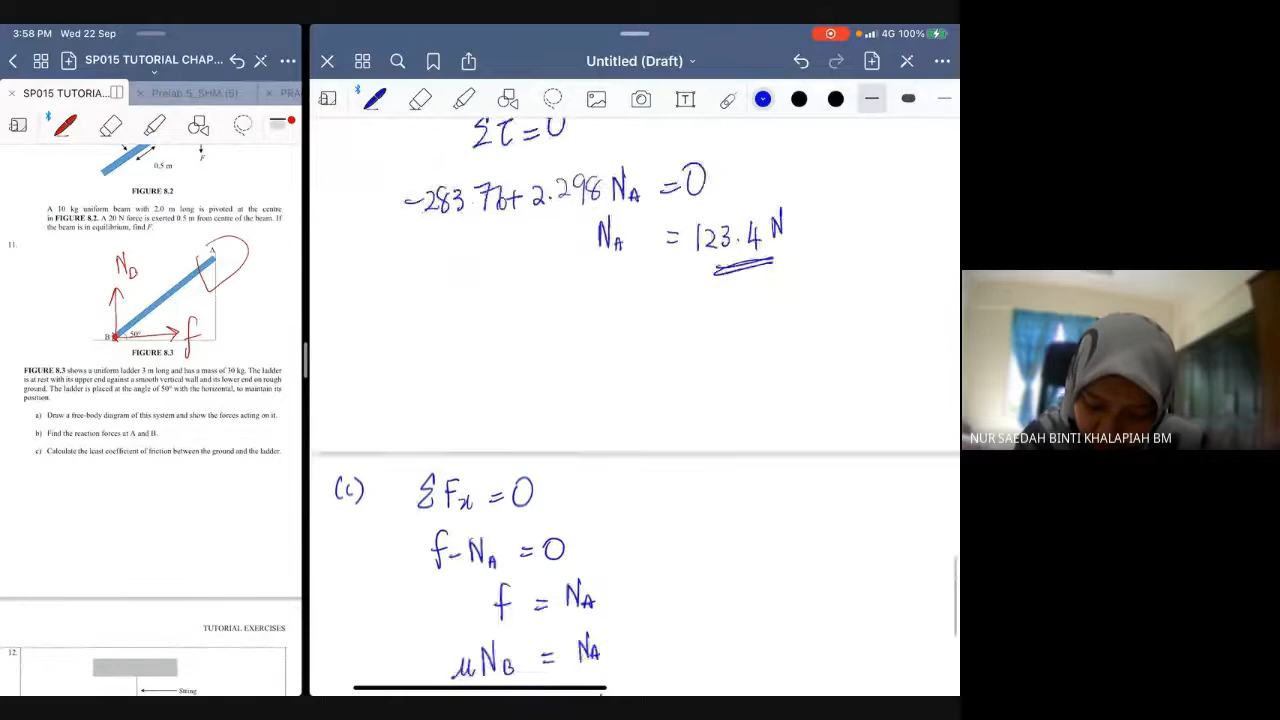 3:58 PM Wed 22 Sep
4G 100%
SP015 TUTORIAL CHAP...
Untitled (Draft)
SP015 TUTORIA...
Prelab 5_SHM (5)
PRA
0.5 m
F
FIGURE 8.2
A 10 kg uniform beam with 2.0 m long is pivoted at the centre
in FIGURE 8.2. A 20 N force is exerted 0.5 m from centre of the beam. If
the beam is in equilibrium, find F.
11.
A
N_B
B
50°
f
FIGURE 8.3
FIGURE 8.3 shows a uniform ladder 3 m long and has a mass of 30 kg. The ladder
is at rest with its upper end against a smooth vertical wall and its lower end on rough
ground. The ladder is placed at the angle of 50° with the horizontal, to maintain its
position.
a) Draw a free-body diagram of this system and show the forces acting on it.
b) Find the reaction forces at A and B.
c) Calculate the least coefficient of friction between the ground and the ladder.
TUTORIAL EXERCISES
12.
String
Στ = 0
-283.76 + 2.298 N_A = 0
N_A = 123.4 N
(c) ΣF_x = 0
f - N_A = 0
f = N_A
μN_B = N_A
NUR SAEDAH BINTI KHALAPIAH BM